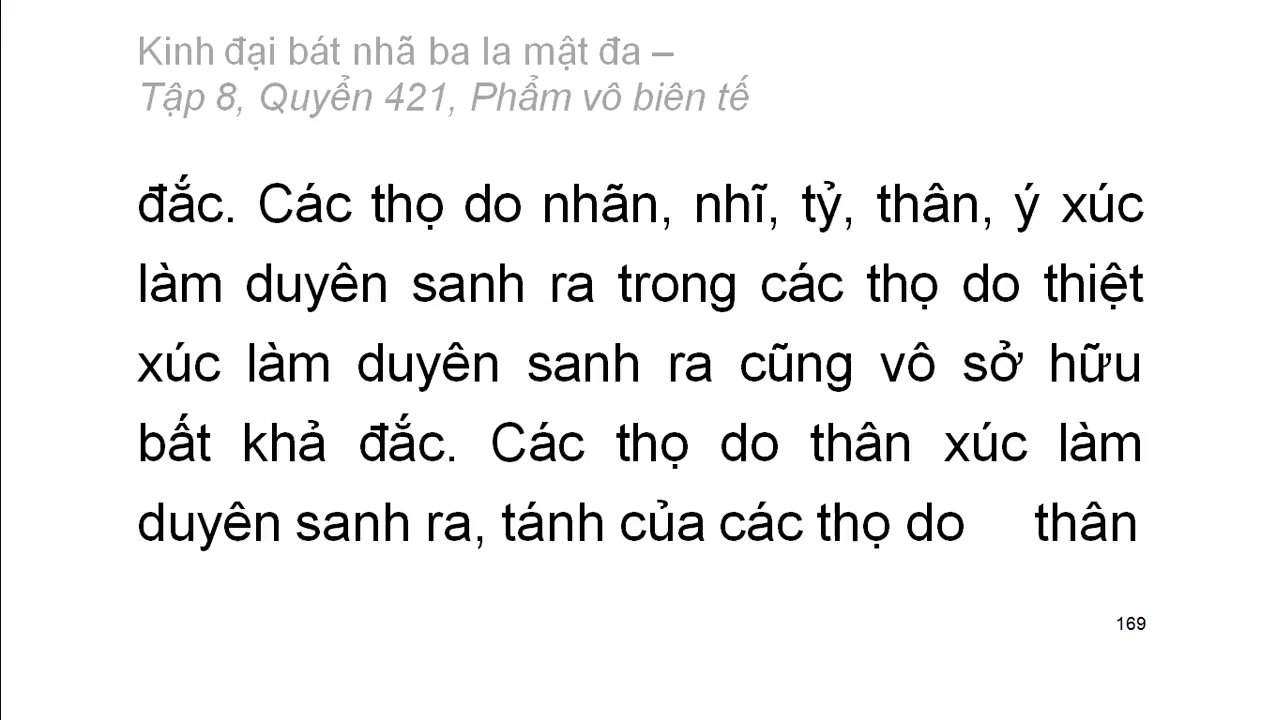 Kinh đại bát nhã ba la mật đa –
Tập 8, Quyển 421, Phẩm vô biên tế
đắc. Các thọ do nhãn, nhĩ, tỷ, thân, ý xúc
làm duyên sanh ra trong các thọ do thiệt
xúc làm duyên sanh ra cũng vô sở hữu
bất khả đắc. Các thọ do thân xúc làm
duyên sanh ra, tánh của các thọ do thân
169